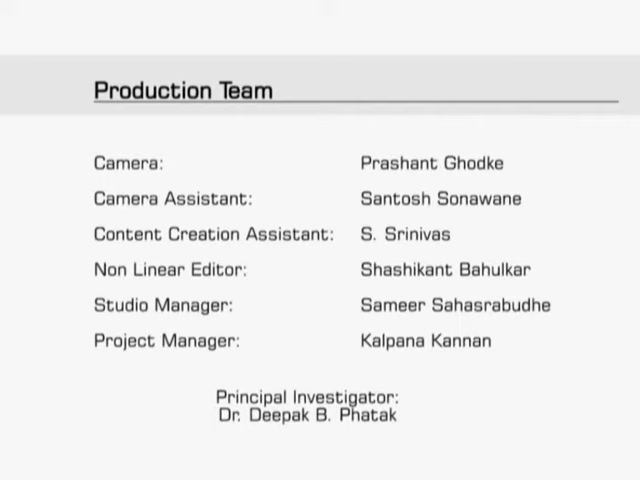 Production Team
Camera: Prashant Ghodke
Camera Assistant: Santosh Sonawane
Content Creation Assistant: S. Srinivas
Non Linear Editor: Shashikant Bahulkar
Studio Manager: Sameer Sahasrabudhe
Project Manager: Kalpana Kannan
Principal Investigator:
Dr. Deepak B. Phatak